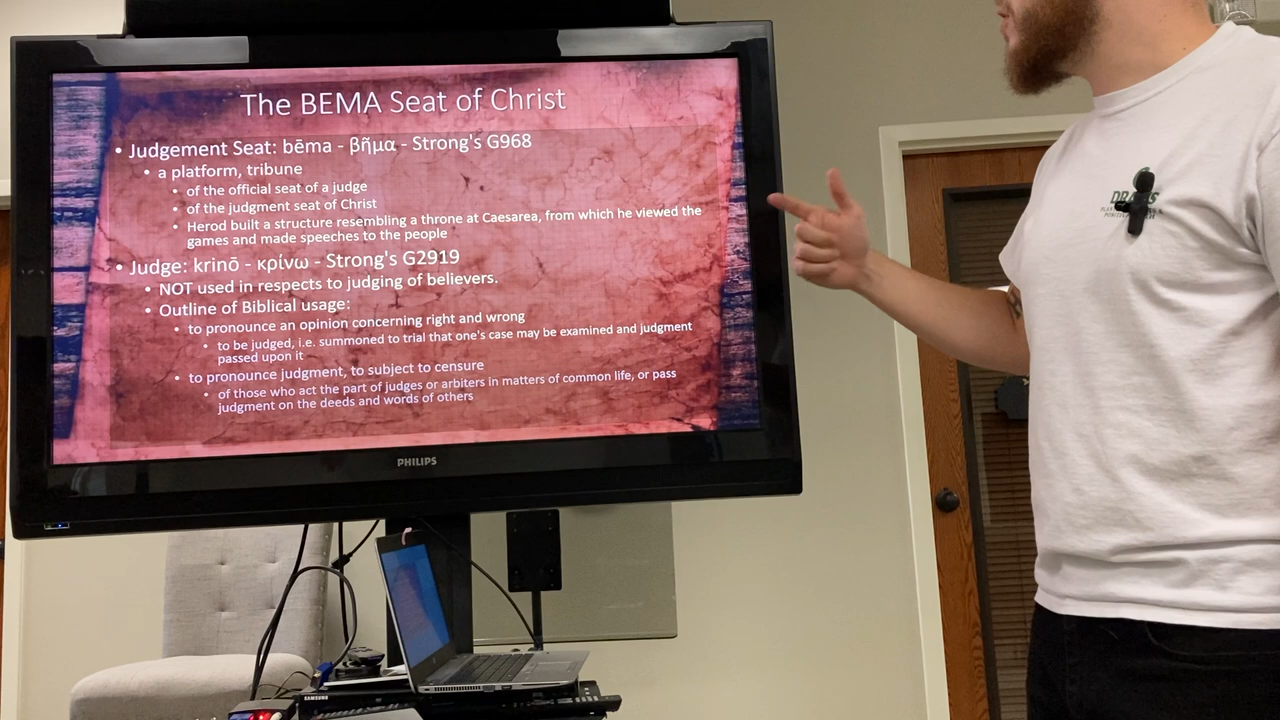 The BEMA Seat of Christ
• Judgement Seat: bēma - βῆμα - Strong's G968
• a platform, tribune
• of the official seat of a judge
• of the judgment seat of Christ
• Herod built a structure resembling a throne at Caesarea, from which he viewed the
games and made speeches to the people
• Judge: krinō - κρίνω - Strong's G2919
• NOT used in respects to judging of believers.
• Outline of Biblical usage:
• to pronounce an opinion concerning right and wrong
• to be judged, i.e. summoned to trial that one's case may be examined and judgment
passed upon it
• to pronounce judgment, to subject to censure
• of those who act the part of judges or arbiters in matters of common life, or pass
judgment on the deeds and words of others
PHILIPS
SAMSUNG